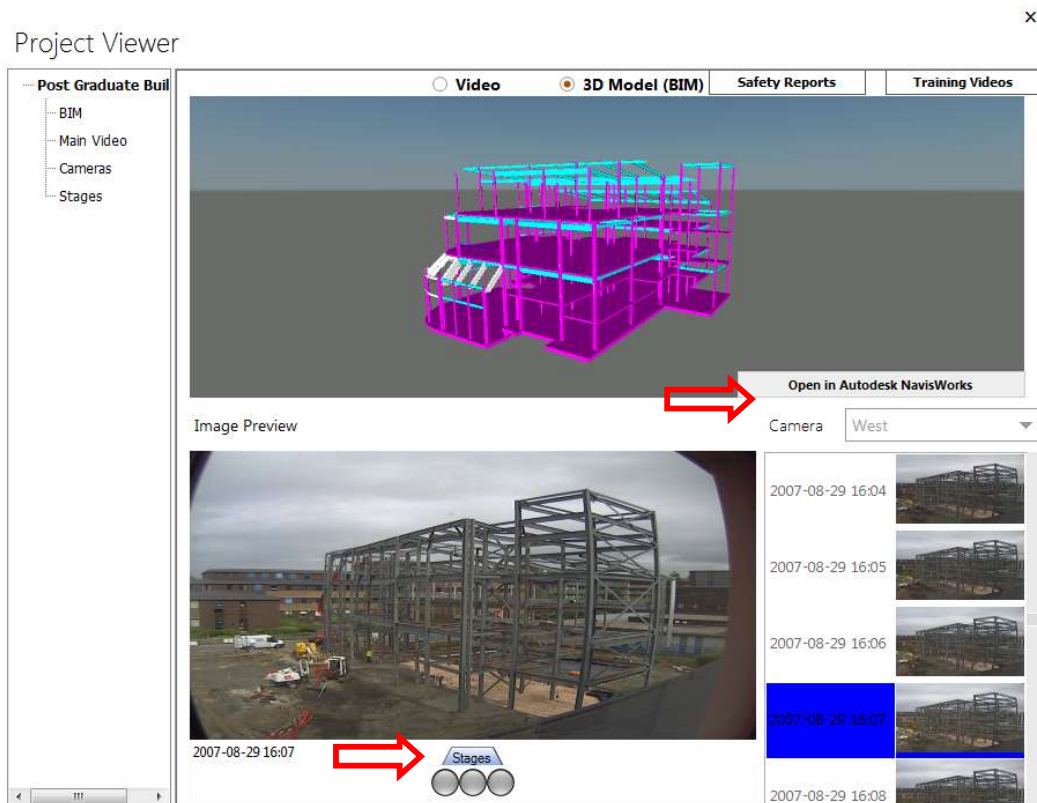 x
Project Viewer
Post Graduate Buil
BIM
Main Video
Cameras
Stages
Video
3D Model (BIM)
Safety Reports
Training Videos
Open in Autodesk NavisWorks
Image Preview
Camera
West
2007-08-29 16:04
2007-08-29 16:05
2007-08-29 16:06
2007-08-29 16:07
2007-08-29 16:08
2007-08-29 16:07
Stages